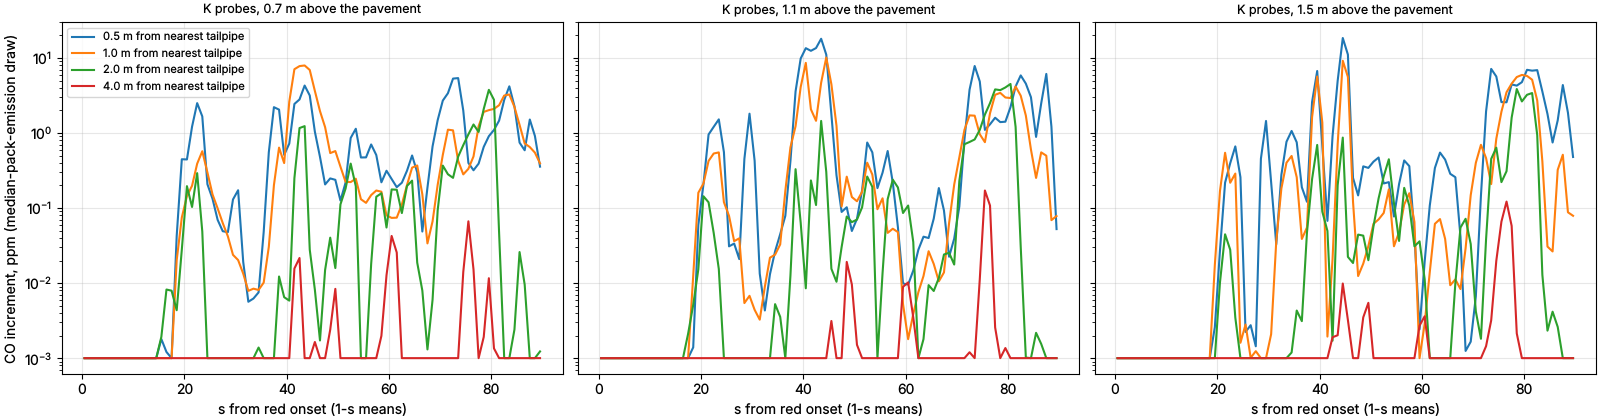 K probes, 0.7 m above the pavement
K probes, 1.1 m above the pavement
K probes, 1.5 m above the pavement
CO increment, ppm (median-pack-emission draw)
10¹
10⁰
10⁻¹
10⁻²
10⁻³
0.5 m from nearest tailpipe
1.0 m from nearest tailpipe
2.0 m from nearest tailpipe
4.0 m from nearest tailpipe
0 20 40 60 80
0 20 40 60 80
0 20 40 60 80
s from red onset (1-s means)
s from red onset (1-s means)
s from red onset (1-s means)